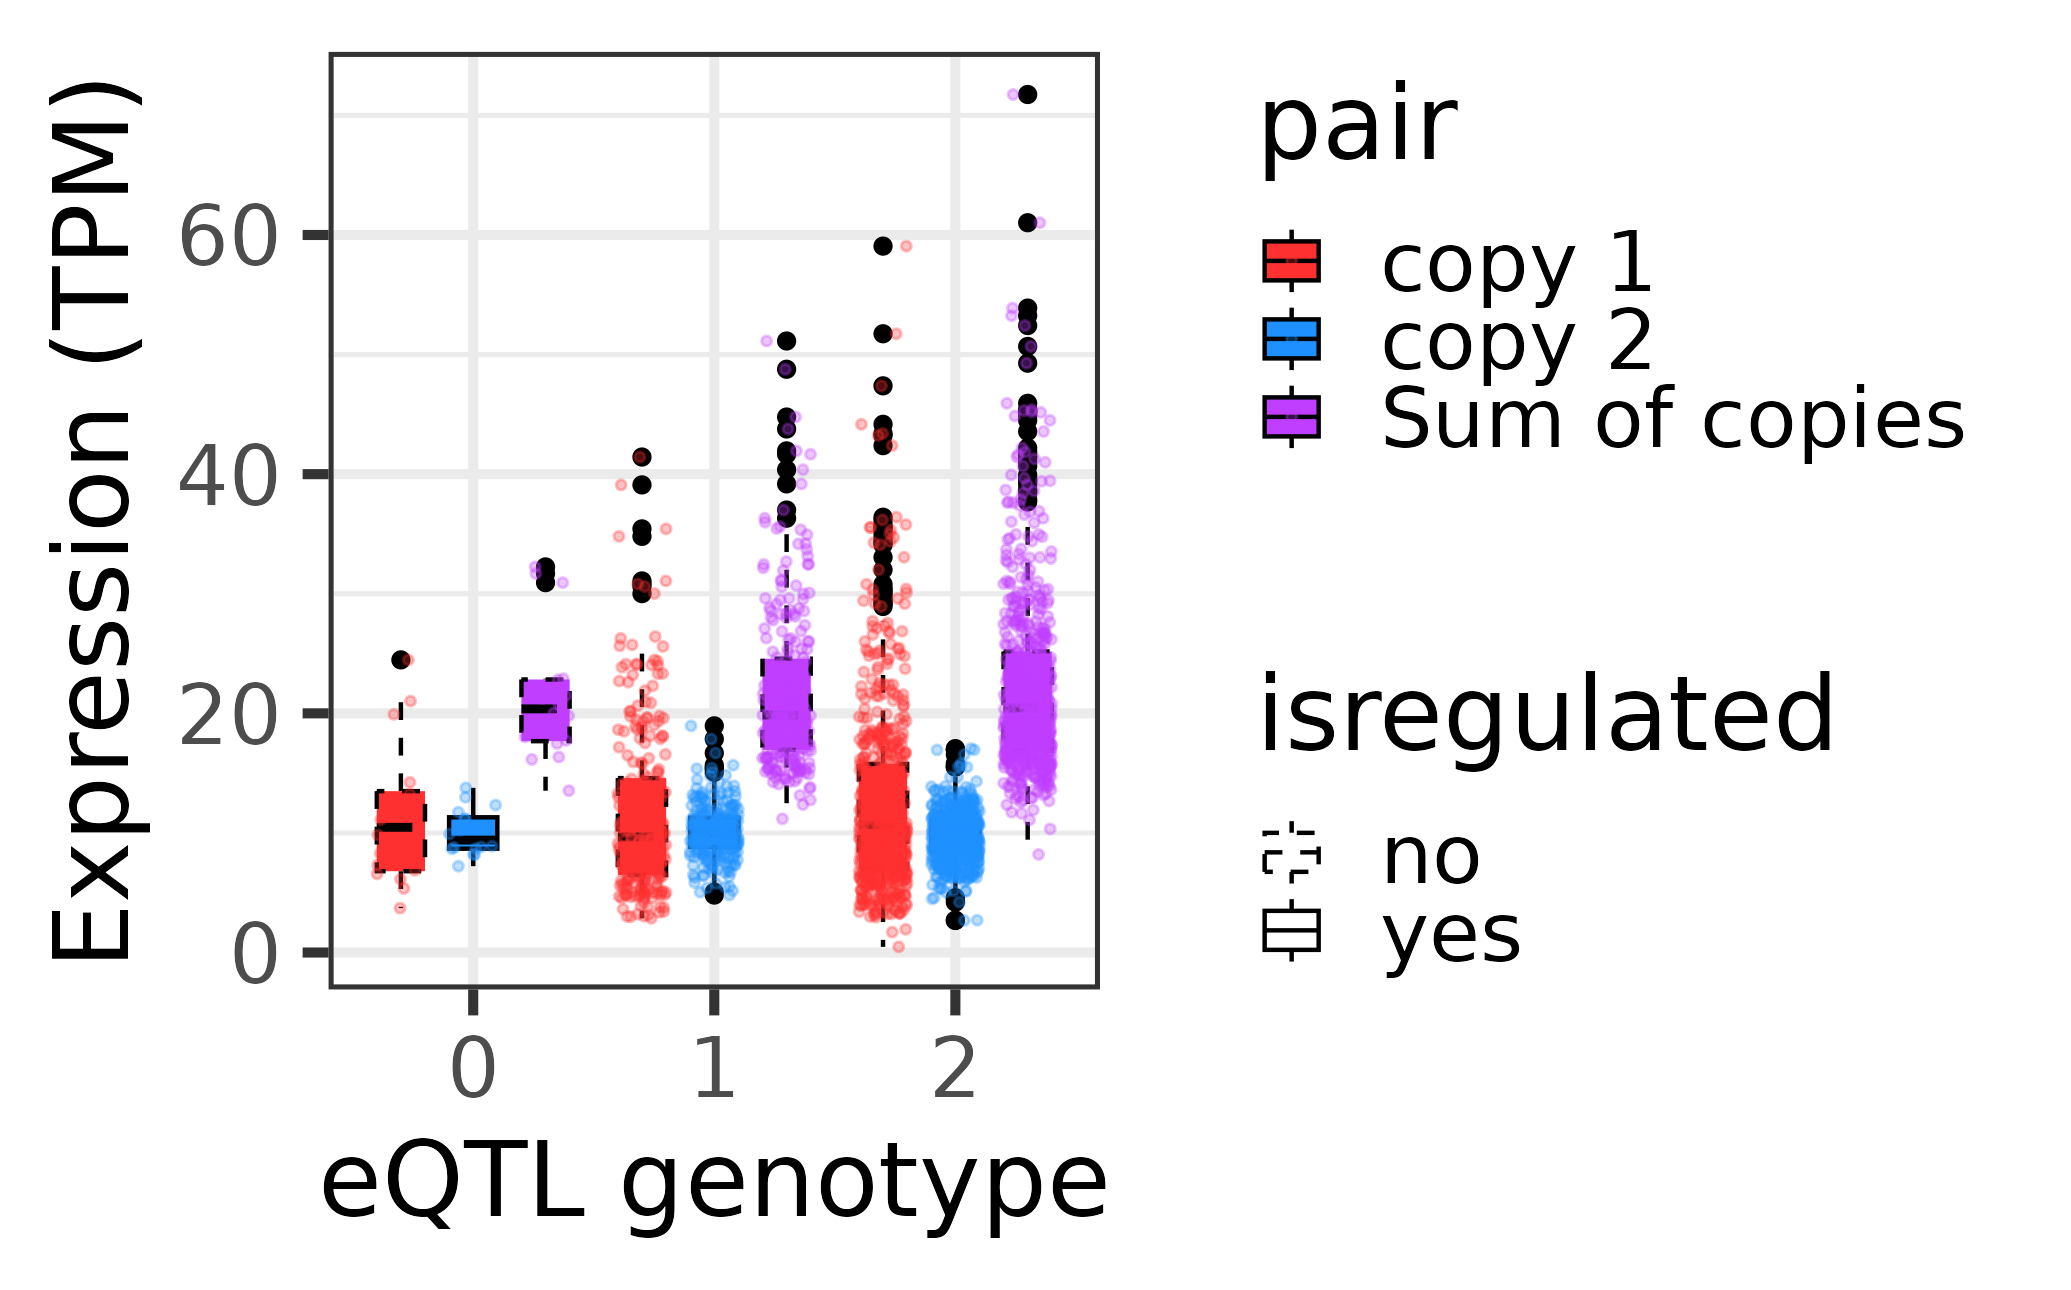 Expression (TPM)
60
40
20
0
0 1 2
eQTL genotype
pair
copy 1
copy 2
Sum of copies
isregulated
no
yes